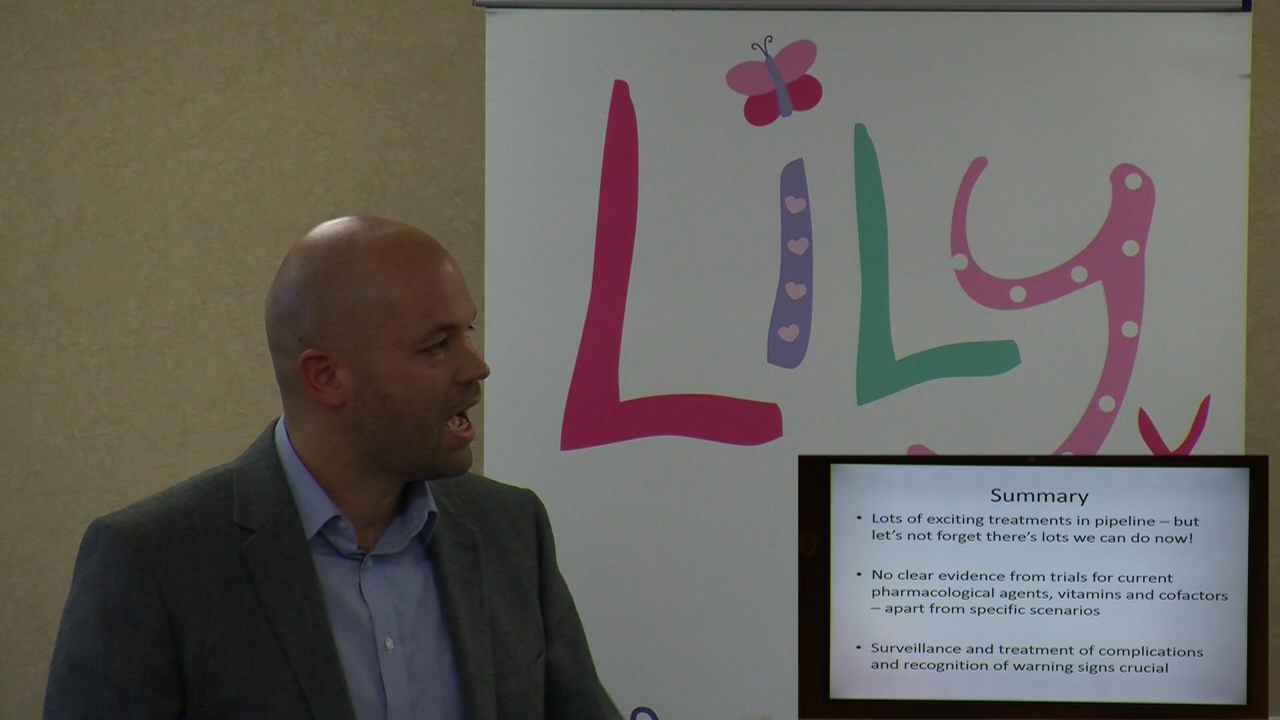 Lily
Summary
• Lots of exciting treatments in pipeline – but
let's not forget there's lots we can do now!
• No clear evidence from trials for current
pharmacological agents, vitamins and cofactors
– apart from specific scenarios
• Surveillance and treatment of complications
and recognition of warning signs crucial